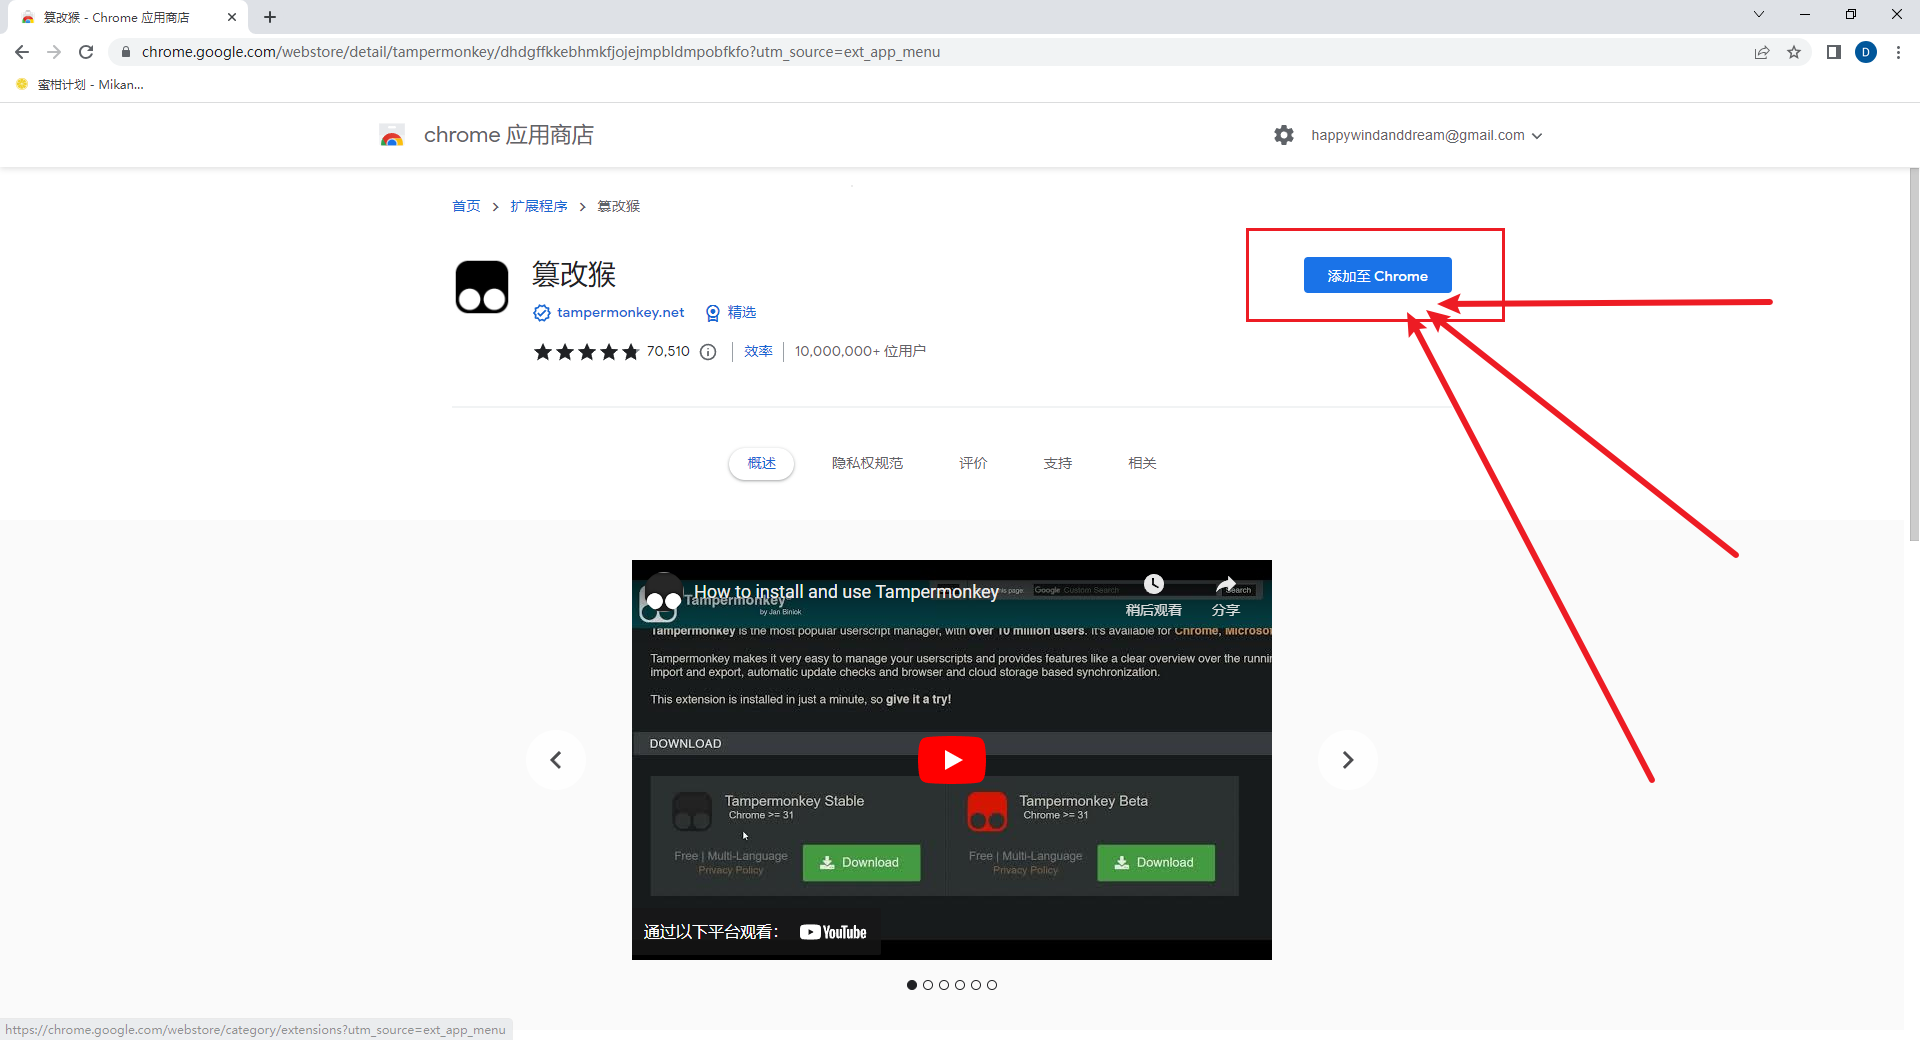 篡改猴 - Chrome 应用商店
chrome.google.com/webstore/detail/tampermonkey/dhdgffkkebhmkfjojejmpbldmpobfkfo?utm_source=ext_app_menu
D
蜜柑计划 - Mikan...
chrome 应用商店
happywindanddream@gmail.com
首页 › 扩展程序 › 篡改猴
篡改猴
添加至 Chrome
tampermonkey.net 精选
70,510 效率 10,000,000+ 位用户
概述 隐私权规范 评价 支持 相关
How to install and use Tampermonkey
稍后观看 分享
this page: Google Custom Search Search
Tampermonkey
by Jan Biniok
Tampermonkey is the most popular userscript manager, with over 10 million users. It's available for Chrome, Microsof
Tampermonkey makes it very easy to manage your userscripts and provides features like a clear overview over the runnin
import and export, automatic update checks and browser and cloud storage based synchronization.
This extension is installed in just a minute, so give it a try!
DOWNLOAD
Tampermonkey Stable
Chrome >= 31
Free | Multi-Language
Privacy Policy
Download
Tampermonkey Beta
Chrome >= 31
Free | Multi-Language
Privacy Policy
Download
通过以下平台观看： YouTube
https://chrome.google.com/webstore/category/extensions?utm_source=ext_app_menu